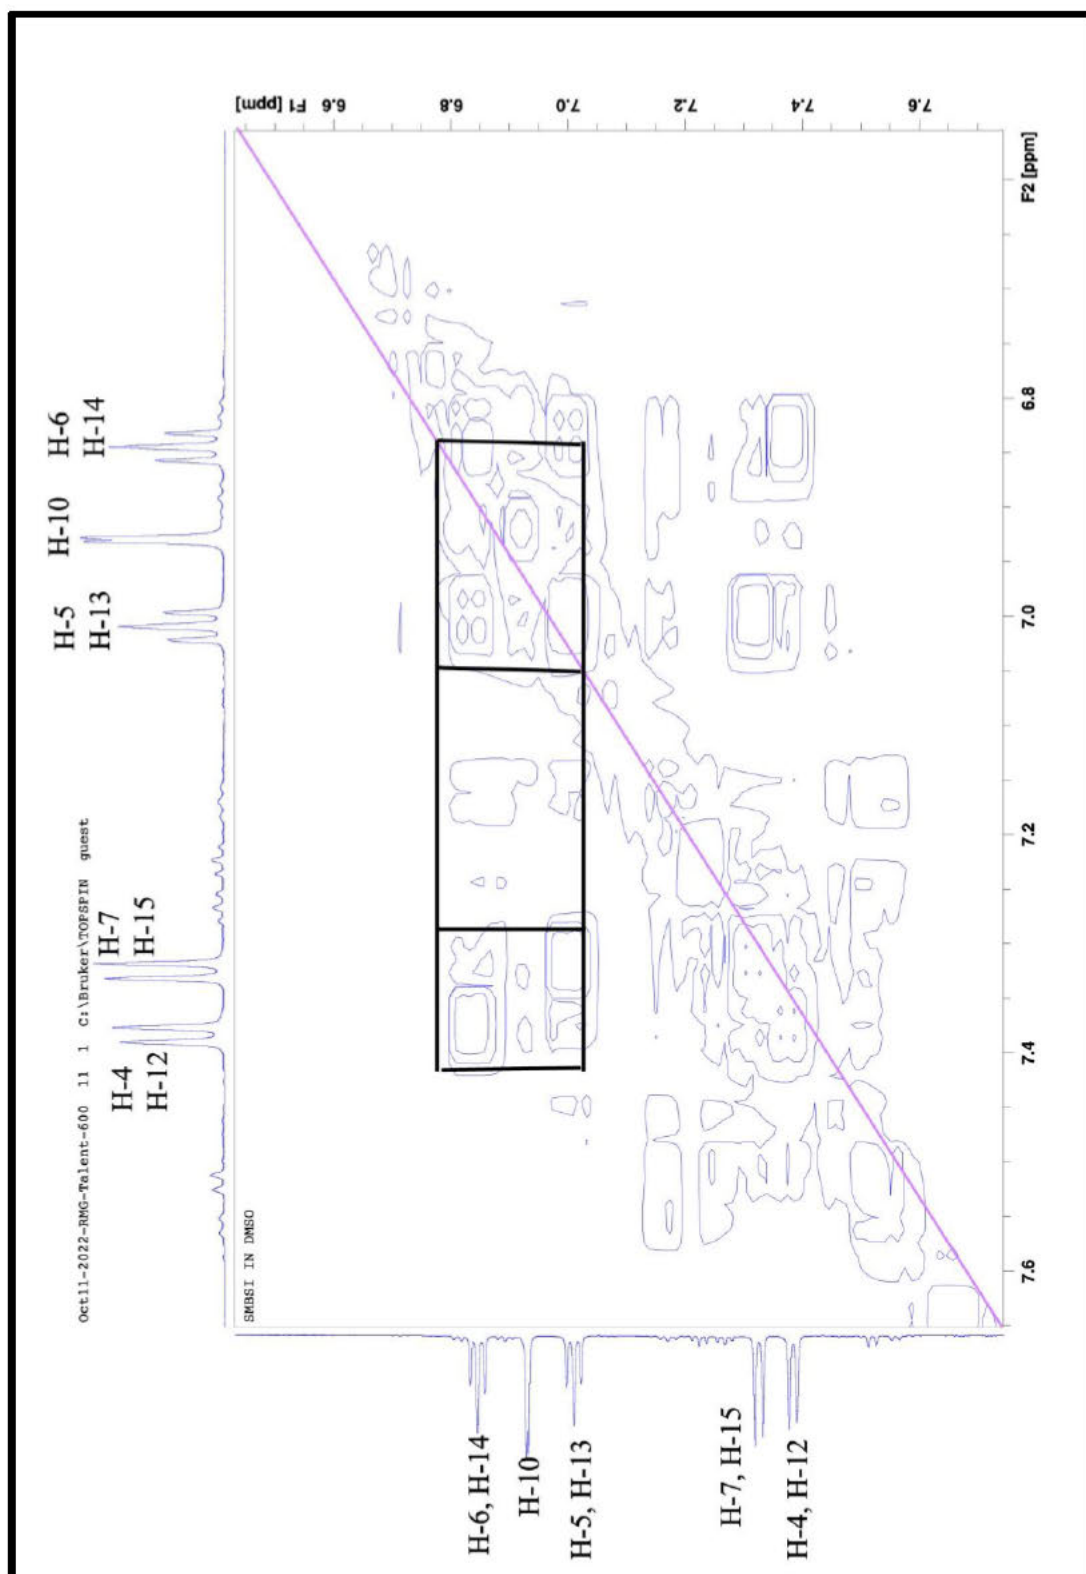 Oct11-2022-RMG-Talent-600 11 1 C:\Bruker\TOPSPIN guest
H-4
H-12
H-7
H-15
H-5
H-13
H-10
H-6
H-14
SMBSI IN DMSO
F1 [ppm]
6.6
6.8
7.0
7.2
7.4
7.6
F2 [ppm]
6.8
7.0
7.2
7.4
7.6
H-6, H-14
H-10
H-5, H-13
H-7, H-15
H-4, H-12